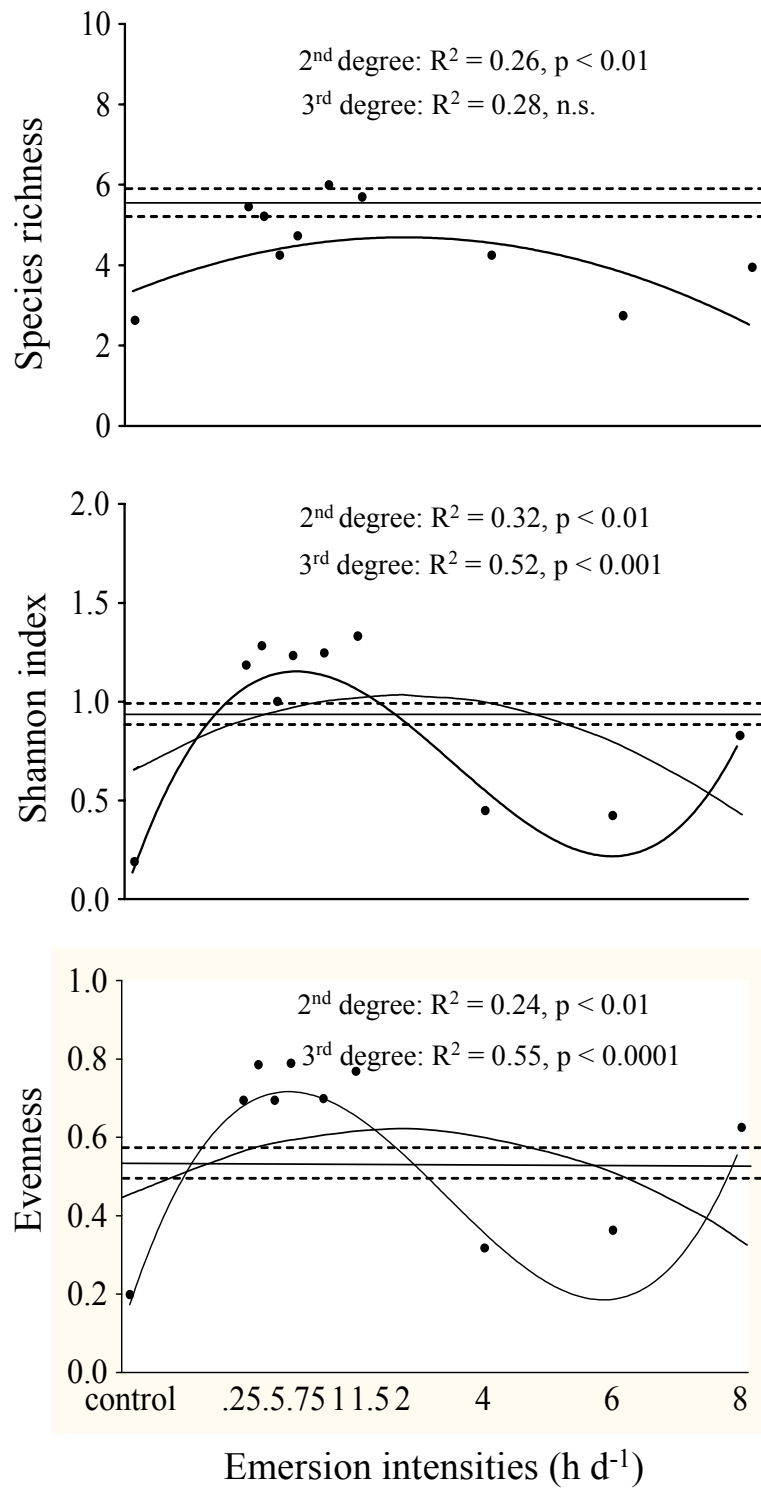 10
2nd degree: R2 = 0.26, p < 0.01
8
3rd degree: R2 = 0.28, n.s.
Species richness
6
4
2
0
2.0
2nd degree: R2 = 0.32, p < 0.01
3rd degree: R2 = 0.52, p < 0.001
1.5
Shannon index
1.0
0.5
0.0
1.0
2nd degree: R2 = 0.24, p < 0.01
0.8
3rd degree: R2 = 0.55, p < 0.0001
Evenness
0.6
0.4
0.2
0.0
control .25.5.75 1 1.5 2 4 6 8
Emersion intensities (h d-1)